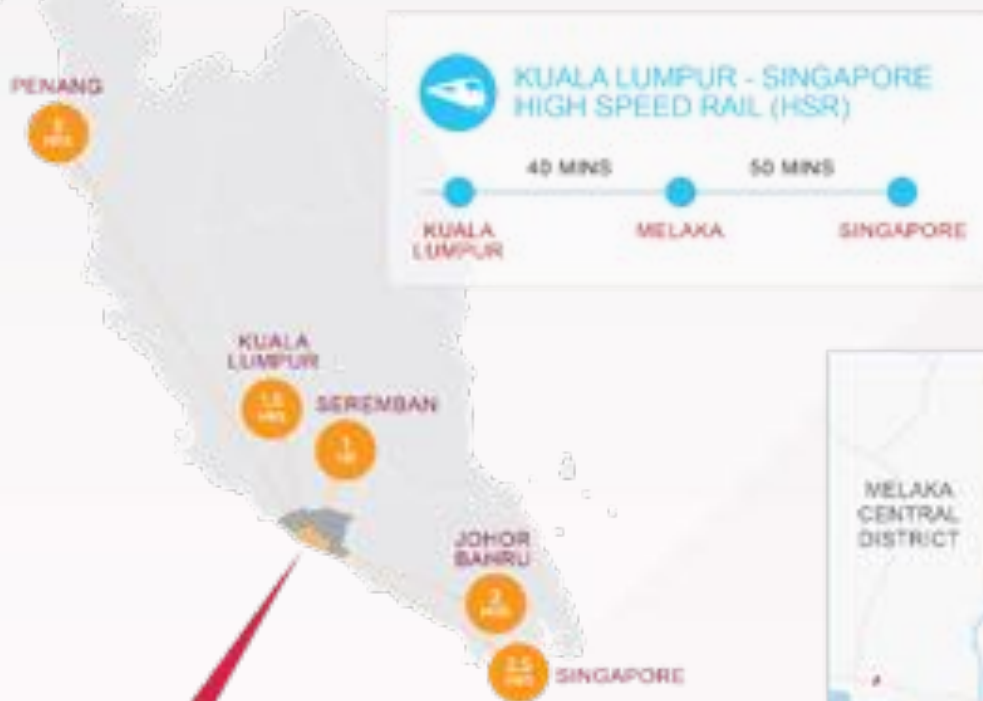 PENANG
KUALA LUMPUR - SINGAPORE
HIGH SPEED RAIL (HSR)
40 MINS
50 MINS
KUALA
LUMPUR
MELAKA
SINGAPORE
KUALA
LUMPUR
SEREMBAN
1
MELAKA
CENTRAL
DISTRICT
JOHOR
BAHRU
SINGAPORE